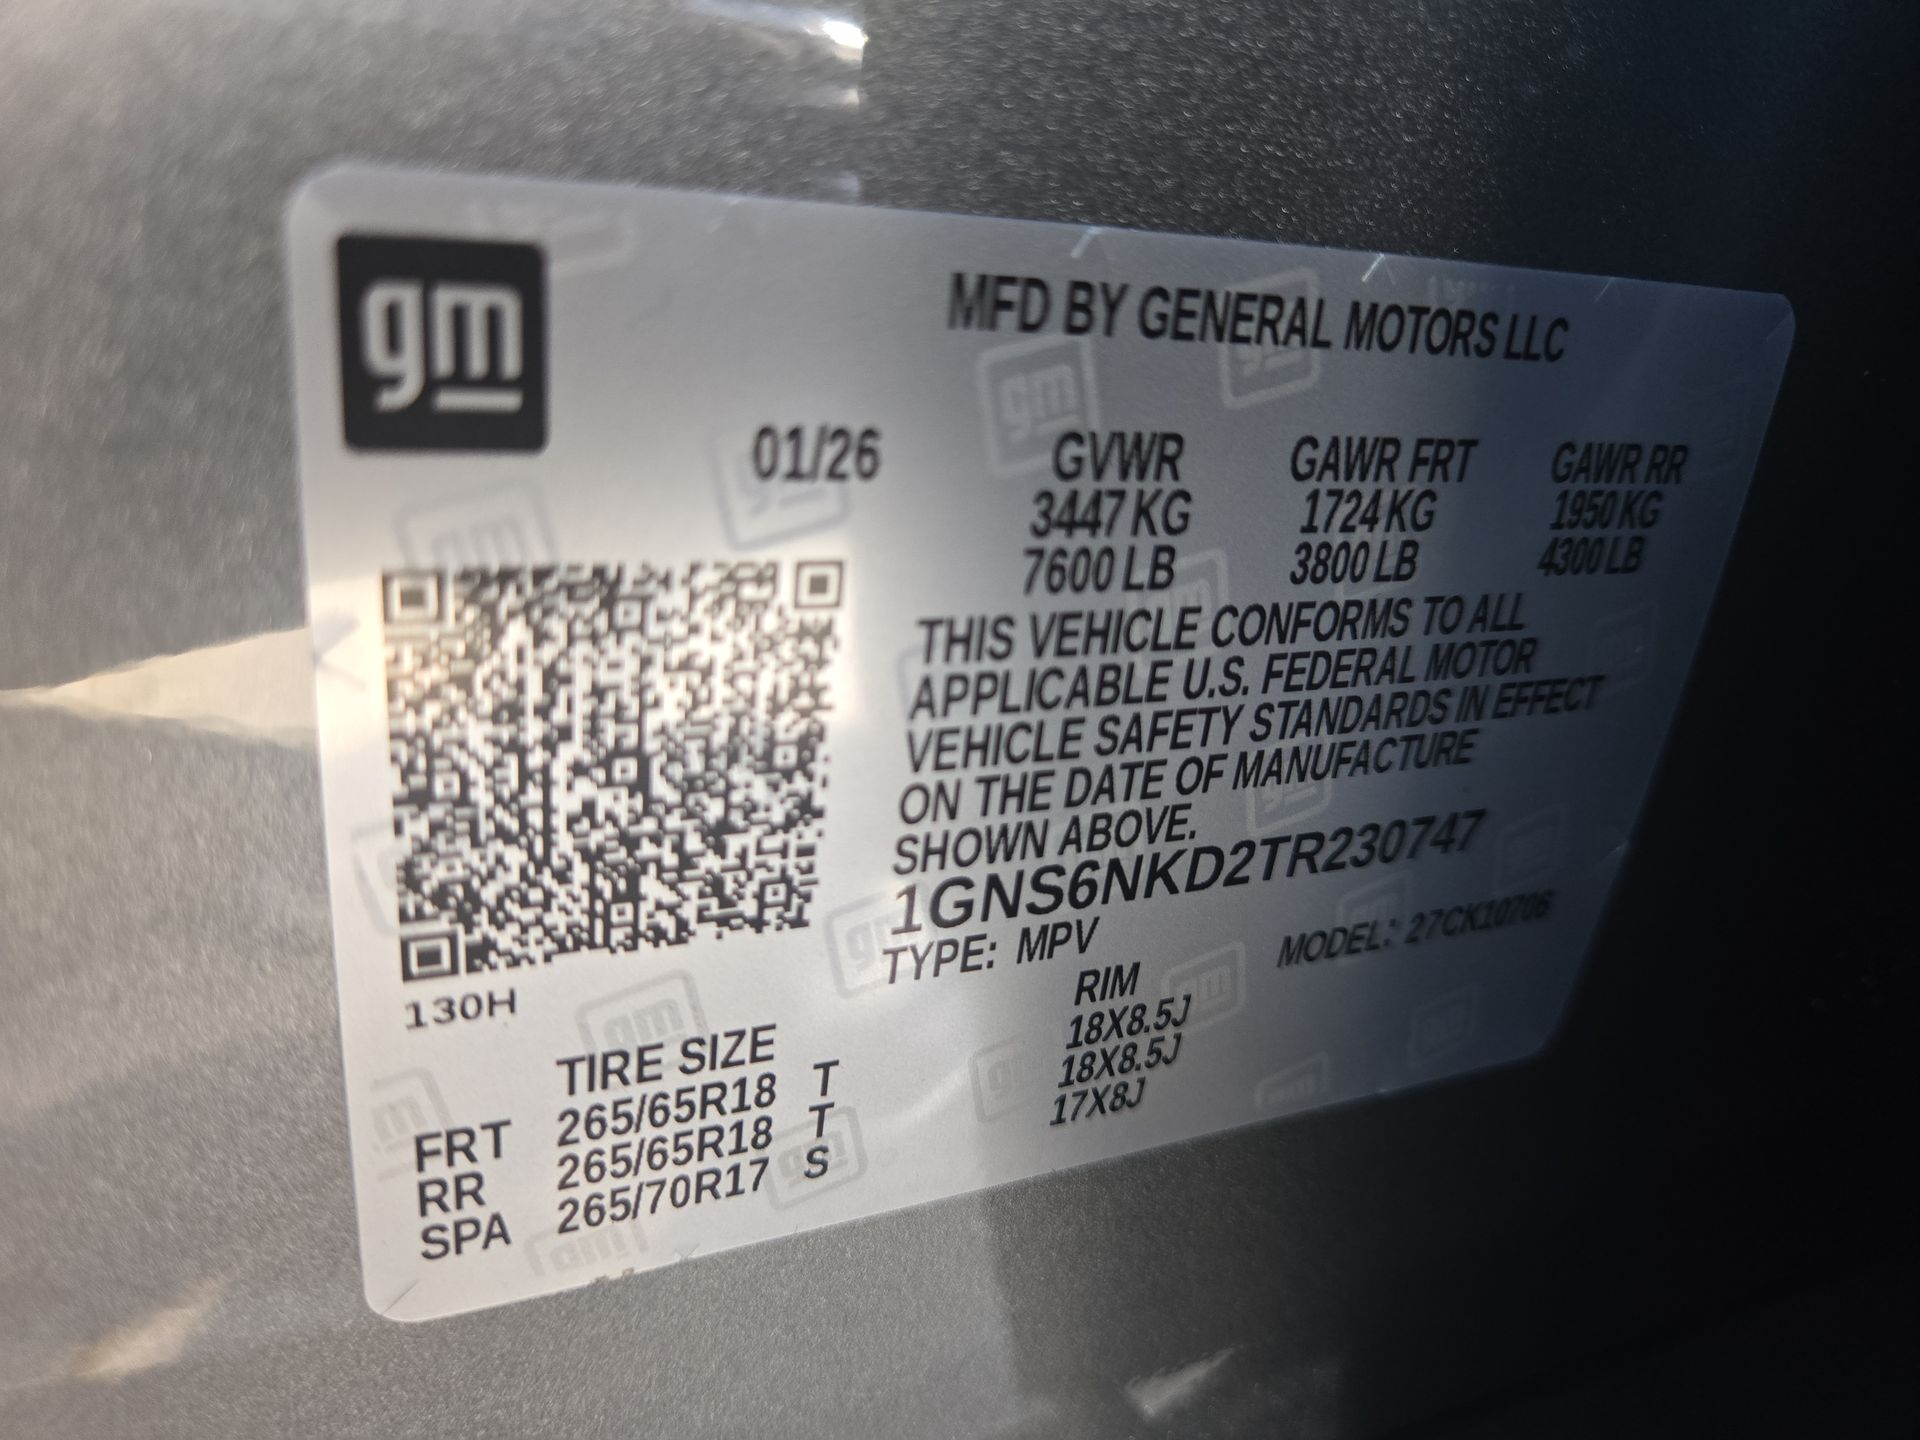 gm
MFD BY GENERAL MOTORS LLC
01/26
GVWR GAWR FRT GAWR RR
3447 KG 1724 KG 1950 KG
7600 LB 3800 LB 4300 LB
THIS VEHICLE CONFORMS TO ALL
APPLICABLE U.S. FEDERAL MOTOR
VEHICLE SAFETY STANDARDS IN EFFECT
ON THE DATE OF MANUFACTURE
SHOWN ABOVE.
1GNS6NKD2TR230747
TYPE: MPV MODEL: 27CK10706
130H
TIRE SIZE RIM
FRT 265/65R18 T 18X8.5J
RR 265/65R18 T 18X8.5J
SPA 265/70R17 S 17X8J